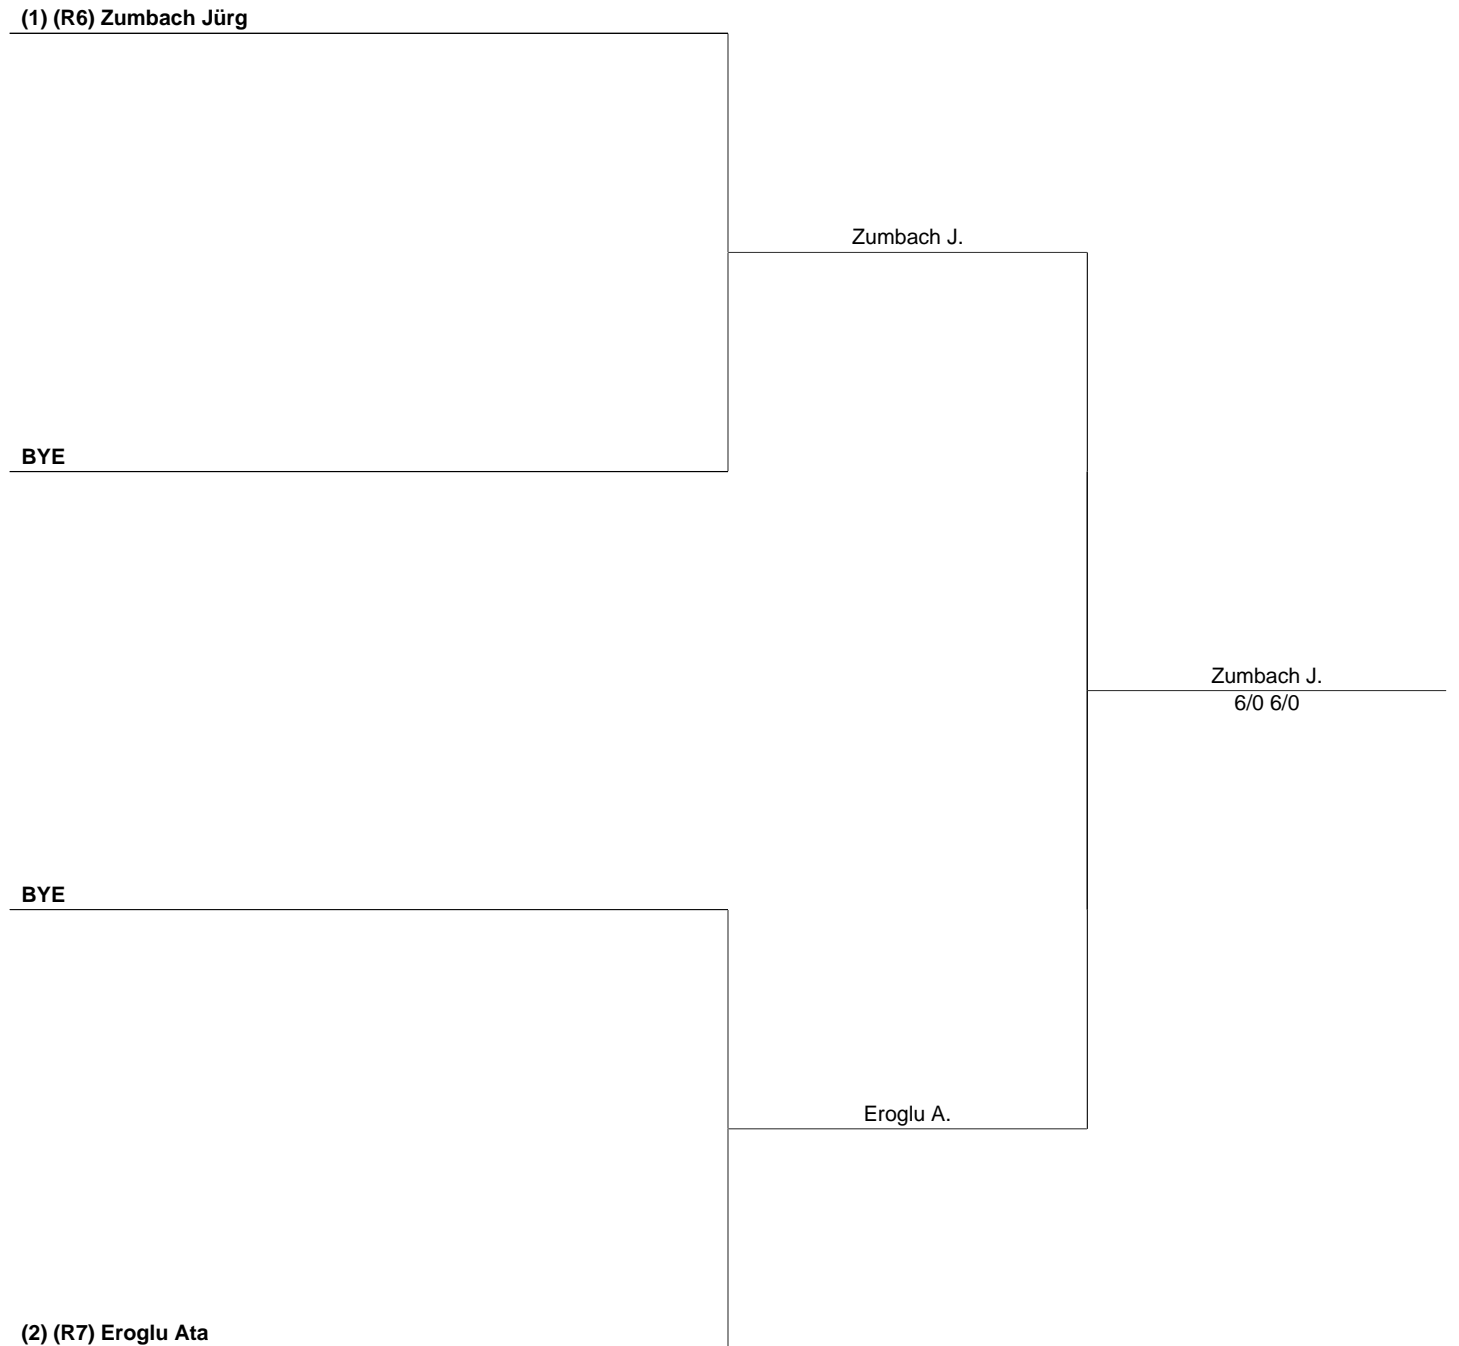 (1) (R6) Zumbach Jürg
Zumbach J.
BYE
Zumbach J.
6/0 6/0
BYE
Eroglu A.
(2) (R7) Eroglu Ata